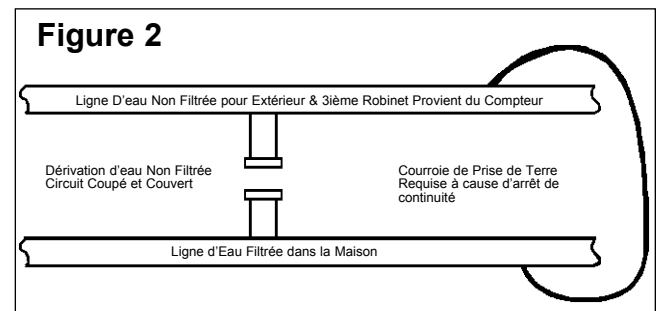 Figure 2
Ligne D'eau Non Filtrée pour Extérieur & 3ième Robinet Provient du Compteur
Dérivation d'eau Non Filtrée
Circuit Coupé et Couvert
Courroie de Prise de Terre
Requise à cause d'arrêt de
continuité
Ligne d'Eau Filtrée dans la Maison